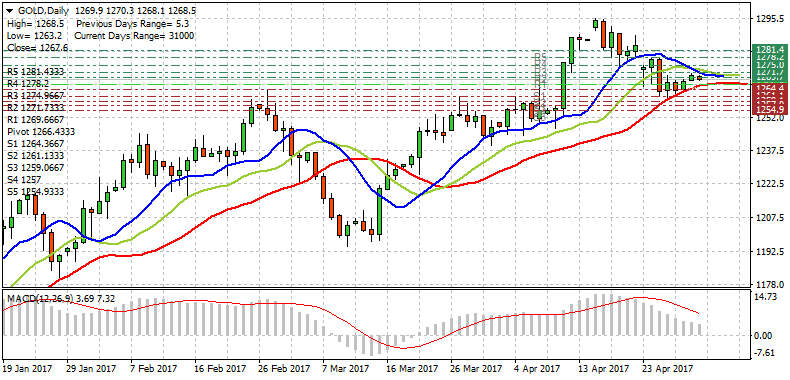 GOLD,Daily 1269.9 1270.3 1268.1 1268.5
High= 1268.5 Previous Days Range= 5.3
Low= 1263.2 Current Days Range= 31000
Close= 1267.6
R5 1281.4333
R4 1278.2
R3 1274.9667
R2 1271.7333
R1 1269.6667
Pivot 1266.4333
S1 1264.3667
S2 1261.1333
S3 1259.0667
S4 1257
S5 1254.9333
1295.5
1281.4
1278.2
1275.0
1271.7
1264.4
1254.9
1252.0
1237.5
1222.5
1207.5
1192.5
1178.0
MACD(12,26,9) 3.69 7.32
14.73
0.00
-7.61
19 Jan 2017
29 Jan 2017
7 Feb 2017
16 Feb 2017
26 Feb 2017
7 Mar 2017
16 Mar 2017
26 Mar 2017
4 Apr 2017
13 Apr 2017
23 Apr 2017